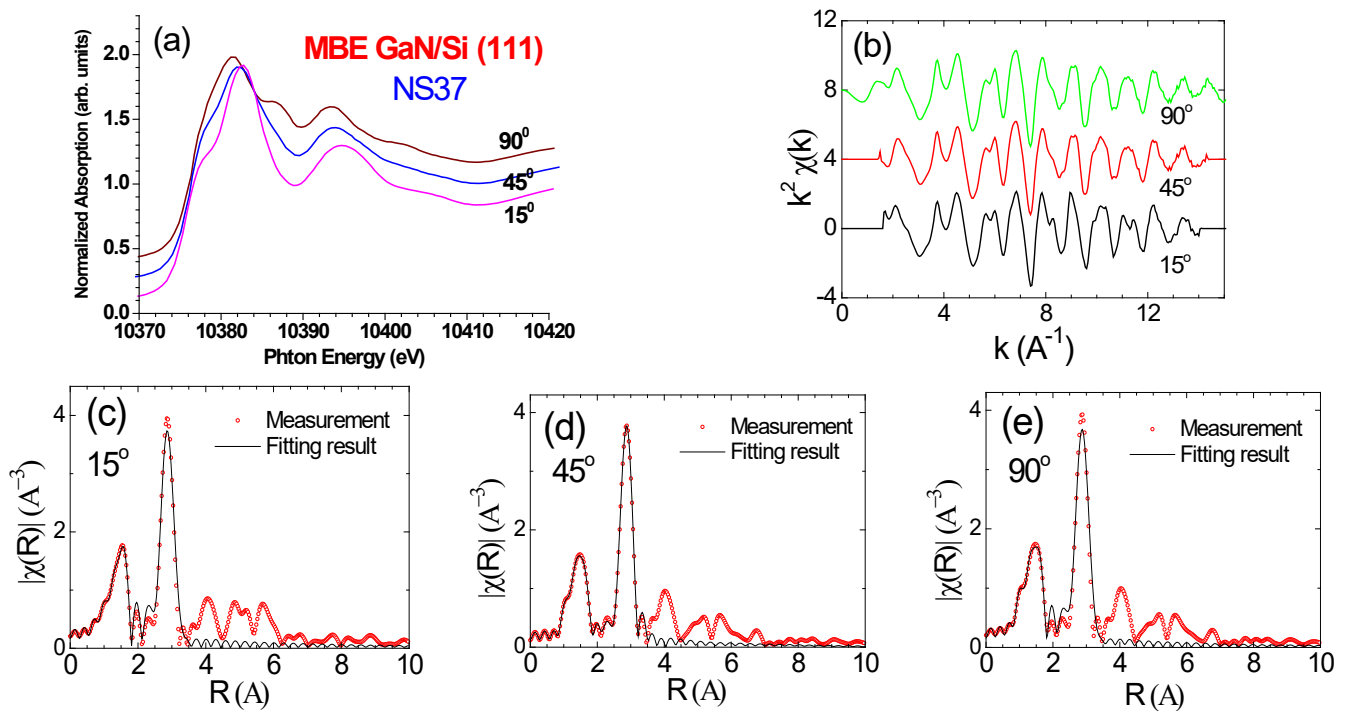 (a)
MBE GaN/Si (111)
NS37
Normalized Absorption (arb. umits)
2.0
1.5
1.0
0.5
0.0
90⁰
45⁰
15⁰
10370 10380 10390 10400 10410 10420
Phton Energy (eV)
(b)
k² χ(k)
12
8
4
0
-4
90°
45°
15°
0 4 8 12
k (A⁻¹)
(c)
15°
Measurement
Fitting result
|χ(R)| (A⁻³)
4
2
0
0 2 4 6 8 10
R (A)
(d)
45°
Measurement
Fitting result
|χ(R)| (A⁻³)
4
2
0
0 2 4 6 8 10
R (A)
(e)
90°
Measurement
Fitting result
|χ(R)| (A⁻³)
4
2
0
0 2 4 6 8 10
R (A)